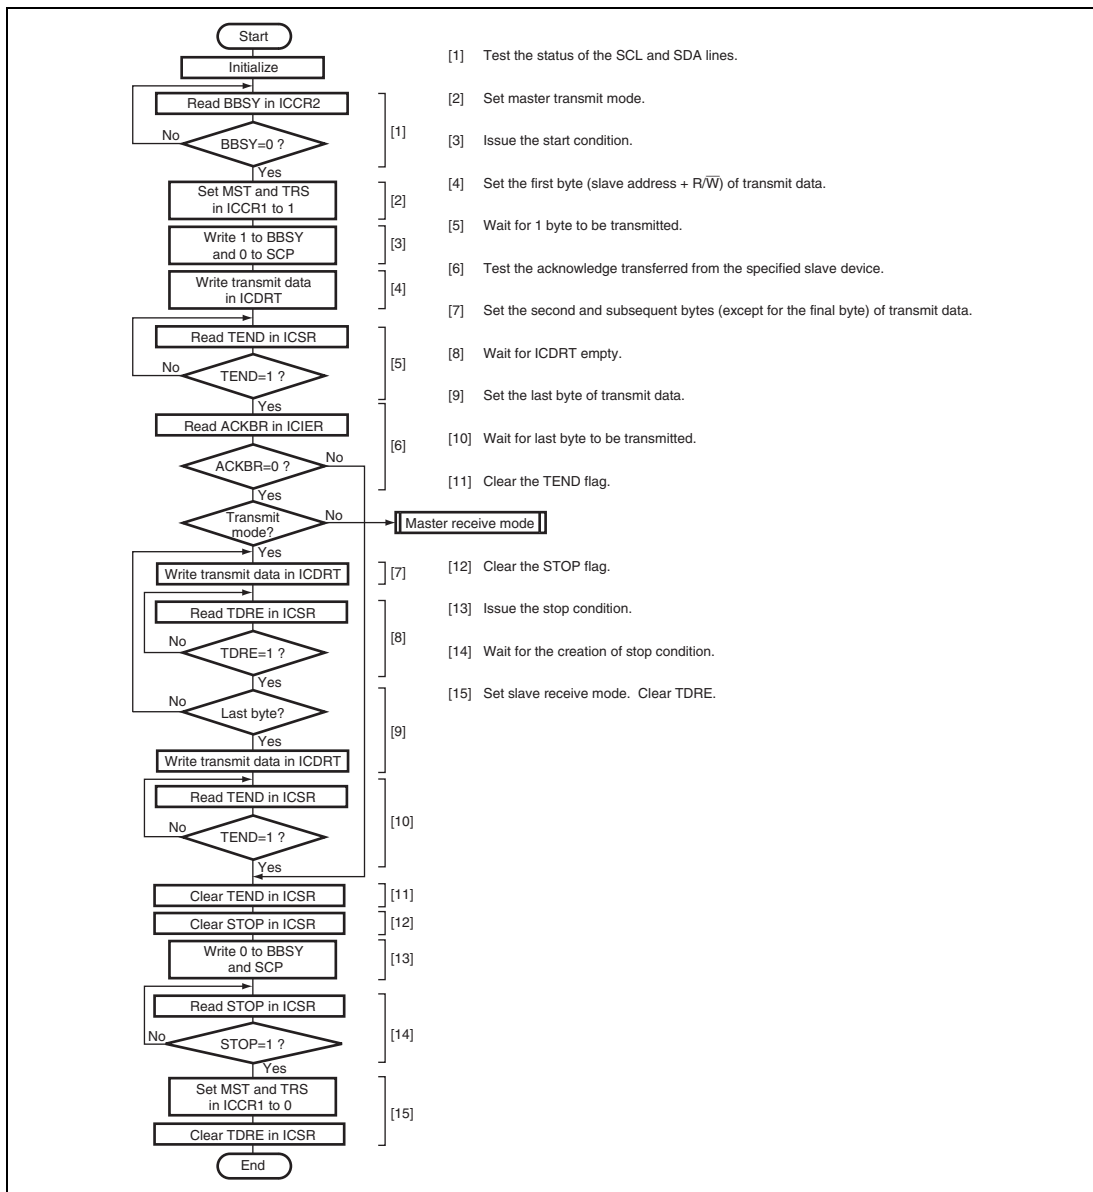 Start
Initialize
Read BBSY in ICCR2
BBSY=0 ?
No
Yes
[1]
Set MST and TRS
in ICCR1 to 1
[2]
Write 1 to BBSY
and 0 to SCP
[3]
Write transmit data
in ICDRT
[4]
Read TEND in ICSR
No
TEND=1 ?
[5]
Yes
Read ACKBR in ICIER
[6]
ACKBR=0 ?
No
Yes
Transmit
mode?
No
Master receive mode
Yes
Write transmit data in ICDRT
[7]
Read TDRE in ICSR
No
TDRE=1 ?
[8]
Yes
No
Last byte?
[9]
Yes
Write transmit data in ICDRT
Read TEND in ICSR
No
TEND=1 ?
[10]
Yes
Clear TEND in ICSR
[11]
Clear STOP in ICSR
[12]
Write 0 to BBSY
and SCP
[13]
Read STOP in ICSR
No
STOP=1 ?
[14]
Yes
Set MST and TRS
in ICCR1 to 0
[15]
Clear TDRE in ICSR
End
[1] Test the status of the SCL and SDA lines.
[2] Set master transmit mode.
[3] Issue the start condition.
[4] Set the first byte (slave address + R/W̅) of transmit data.
[5] Wait for 1 byte to be transmitted.
[6] Test the acknowledge transferred from the specified slave device.
[7] Set the second and subsequent bytes (except for the final byte) of transmit data.
[8] Wait for ICDRT empty.
[9] Set the last byte of transmit data.
[10] Wait for last byte to be transmitted.
[11] Clear the TEND flag.
[12] Clear the STOP flag.
[13] Issue the stop condition.
[14] Wait for the creation of stop condition.
[15] Set slave receive mode. Clear TDRE.